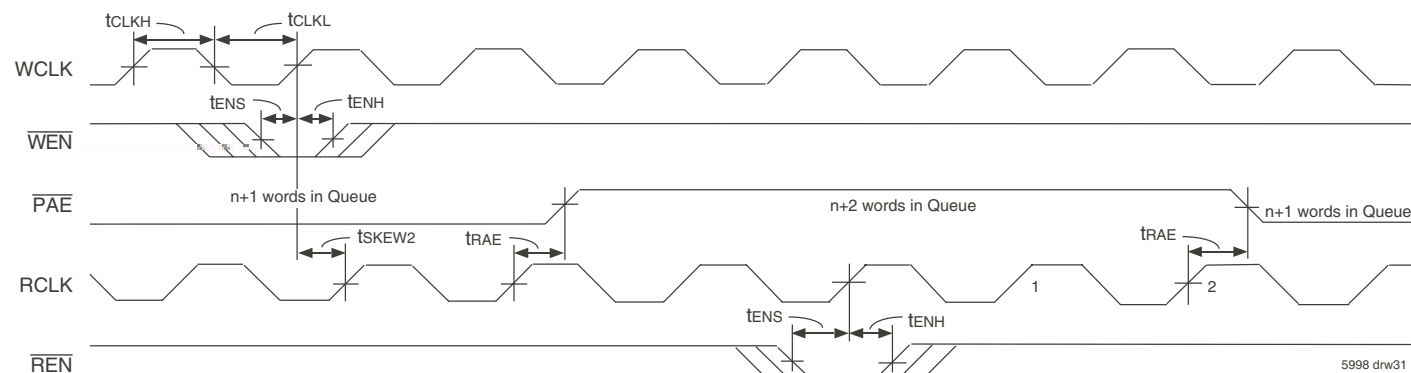 tCLKH
tCLKL
WCLK
tENS
tENH
WEN
PAE
n+1 words in Queue
n+2 words in Queue
n+1 words in Queue
tSKEW2
tRAE
tRAE
RCLK
1
2
tENS
tENH
REN
5998 drw31